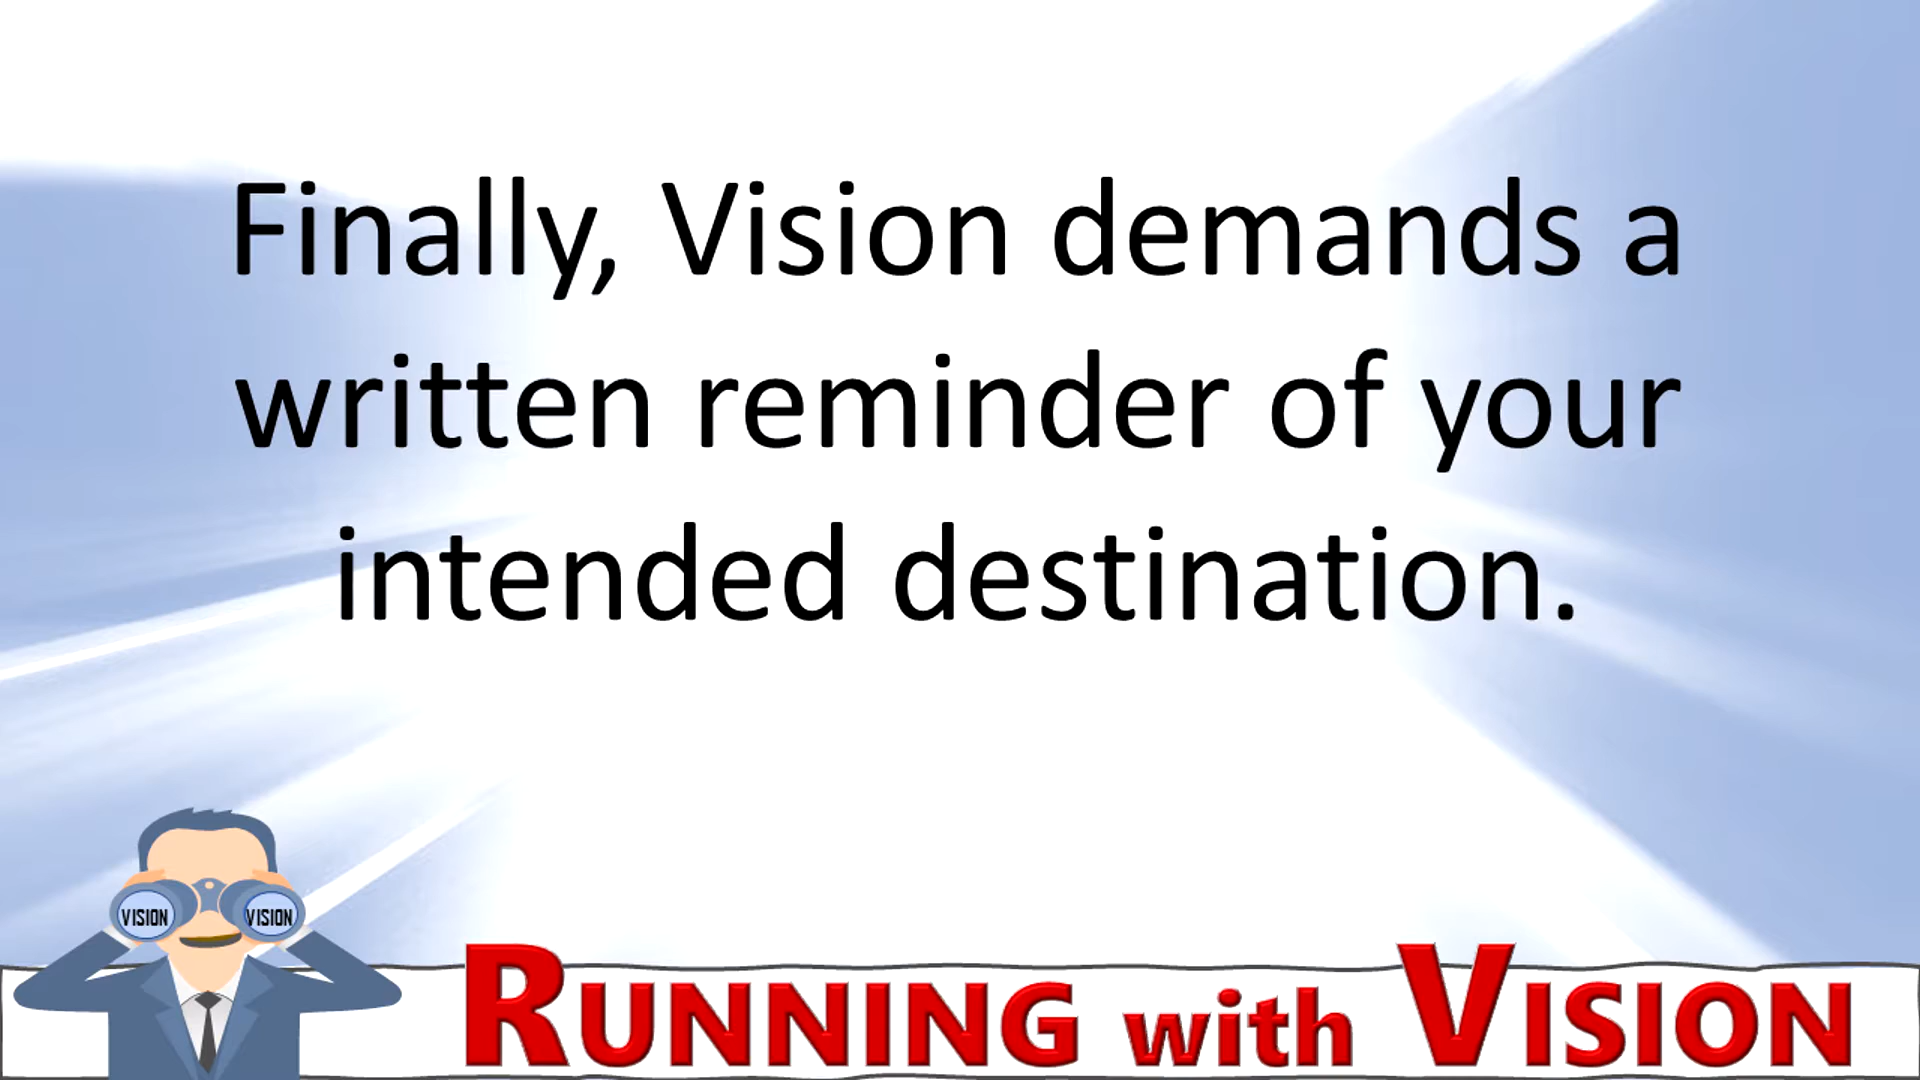 Finally, Vision demands a
written reminder of your
intended destination.
VISION VISION
RUNNING with VISION